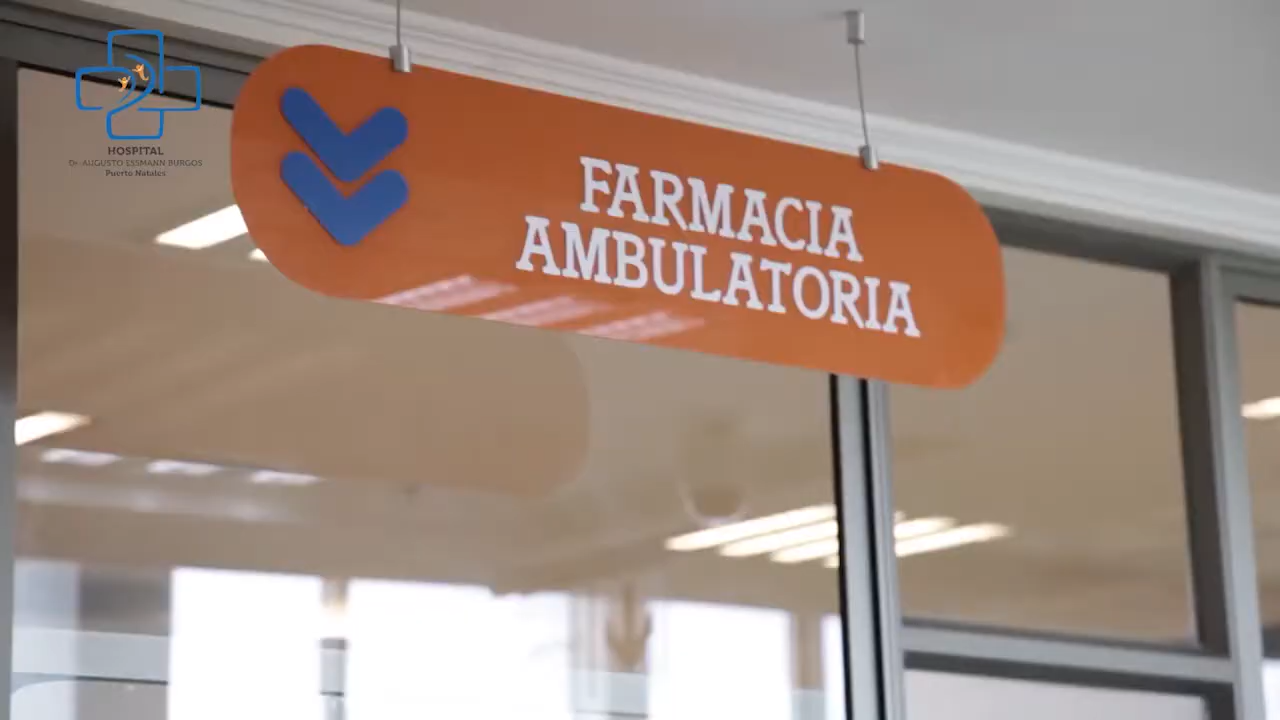 HOSPITAL
Dr. AUGUSTO ESSMANN BURGOS
Puerto Natales
FARMACIA
AMBULATORIA